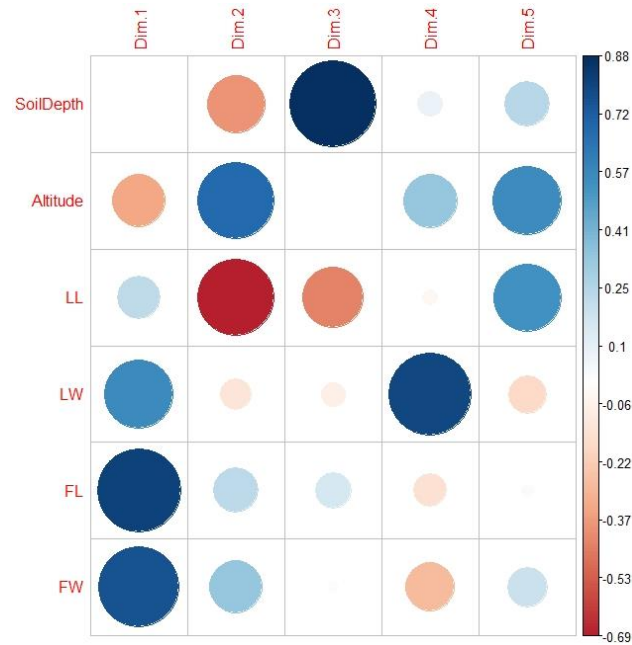 Dim.1 Dim.2 Dim.3 Dim.4 Dim.5
SoilDepth
Altitude
LL
LW
FL
FW
0.88
0.72
0.57
0.41
0.25
0.1
-0.06
-0.22
-0.37
-0.53
-0.69